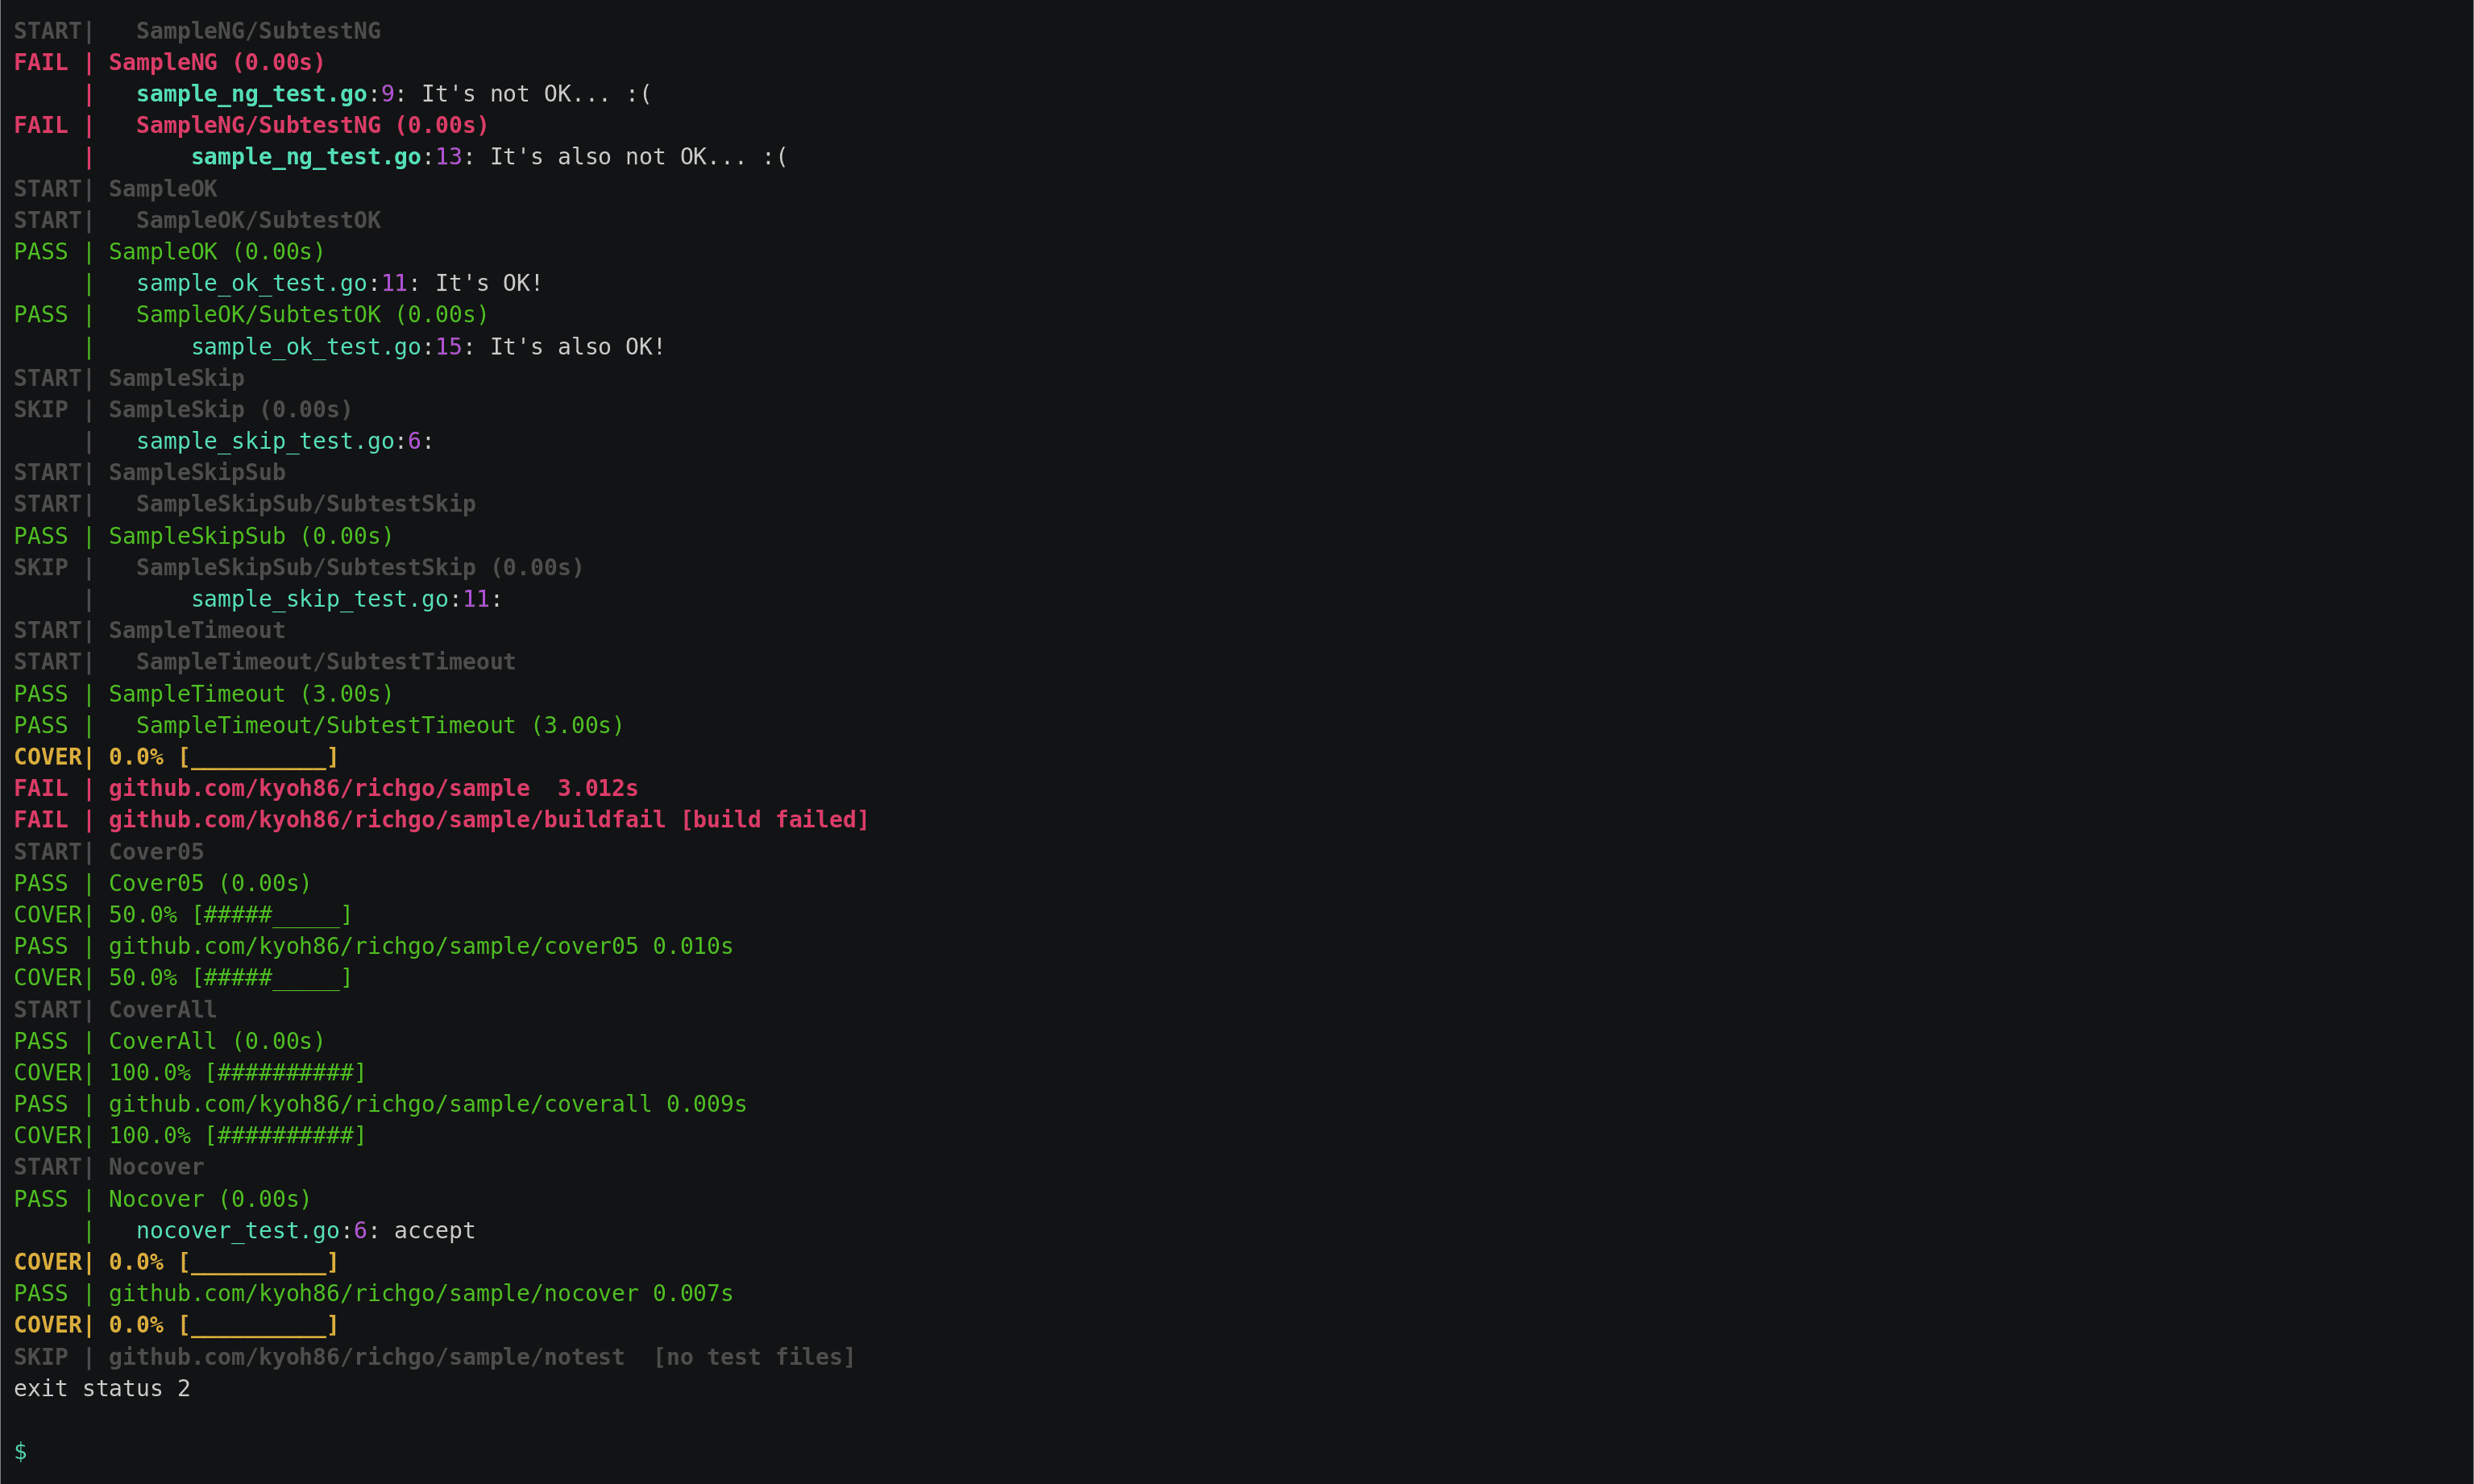 START|   SampleNG/SubtestNG
FAIL | SampleNG (0.00s)
     |   sample_ng_test.go:9: It's not OK... :(
FAIL |   SampleNG/SubtestNG (0.00s)
     |       sample_ng_test.go:13: It's also not OK... :(
START| SampleOK
START|   SampleOK/SubtestOK
PASS | SampleOK (0.00s)
     |   sample_ok_test.go:11: It's OK!
PASS |   SampleOK/SubtestOK (0.00s)
     |       sample_ok_test.go:15: It's also OK!
START| SampleSkip
SKIP | SampleSkip (0.00s)
     |   sample_skip_test.go:6:
START| SampleSkipSub
START|   SampleSkipSub/SubtestSkip
PASS | SampleSkipSub (0.00s)
SKIP |   SampleSkipSub/SubtestSkip (0.00s)
     |       sample_skip_test.go:11:
START| SampleTimeout
START|   SampleTimeout/SubtestTimeout
PASS | SampleTimeout (3.00s)
PASS |   SampleTimeout/SubtestTimeout (3.00s)
COVER| 0.0% [__________]
FAIL | github.com/kyoh86/richgo/sample  3.012s
FAIL | github.com/kyoh86/richgo/sample/buildfail [build failed]
START| Cover05
PASS | Cover05 (0.00s)
COVER| 50.0% [#####_____]
PASS | github.com/kyoh86/richgo/sample/cover05 0.010s
COVER| 50.0% [#####_____]
START| CoverAll
PASS | CoverAll (0.00s)
COVER| 100.0% [##########]
PASS | github.com/kyoh86/richgo/sample/coverall 0.009s
COVER| 100.0% [##########]
START| Nocover
PASS | Nocover (0.00s)
     |   nocover_test.go:6: accept
COVER| 0.0% [__________]
PASS | github.com/kyoh86/richgo/sample/nocover 0.007s
COVER| 0.0% [__________]
SKIP | github.com/kyoh86/richgo/sample/notest  [no test files]
exit status 2
$